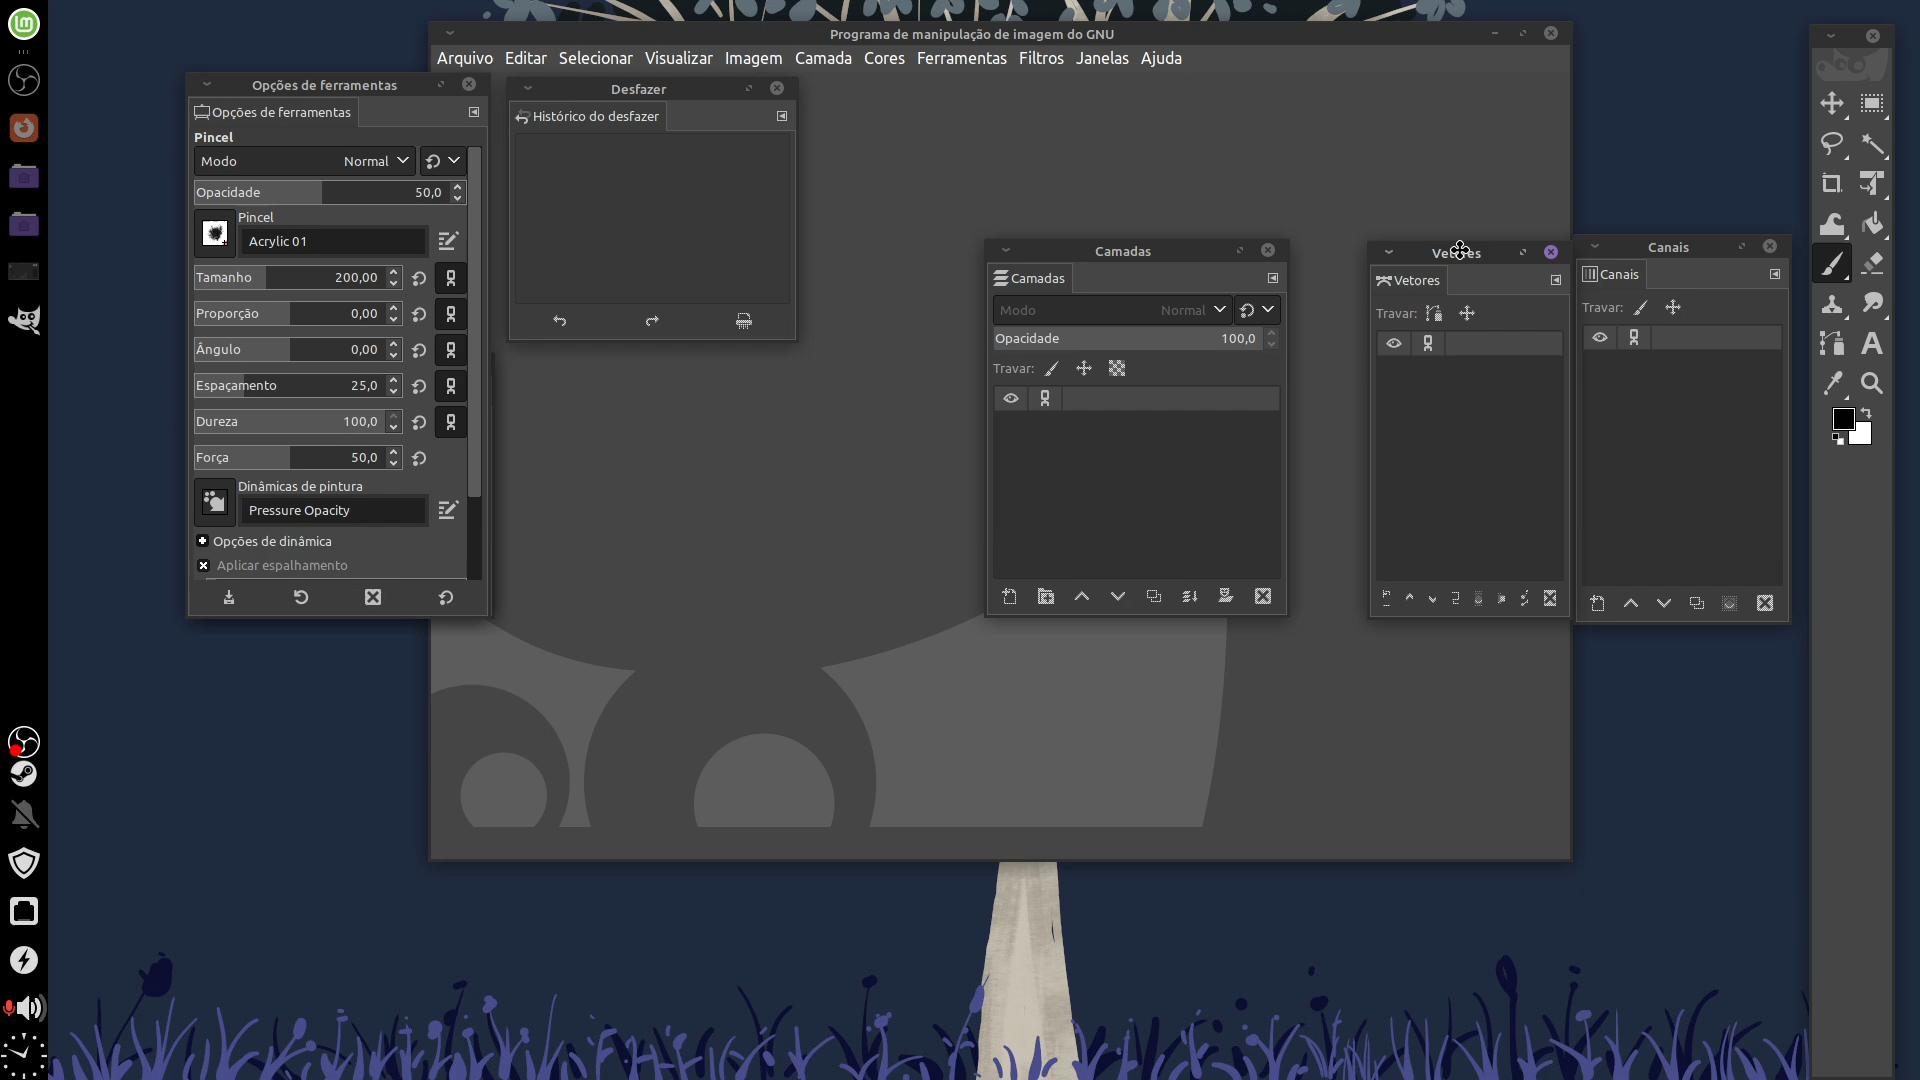 Programa de manipulação de imagem do GNU
Arquivo Editar Selecionar Visualizar Imagem Camada Cores Ferramentas Filtros Janelas Ajuda
Opções de ferramentas
Opções de ferramentas
Pincel
Modo Normal
Opacidade 50,0
Pincel
Acrylic 01
Tamanho 200,00
Proporção 0,00
Ângulo 0,00
Espaçamento 25,0
Dureza 100,0
Força 50,0
Dinâmicas de pintura
Pressure Opacity
Opções de dinâmica
Aplicar espalhamento
Desfazer
Histórico do desfazer
Camadas
Camadas
Modo Normal
Opacidade 100,0
Travar:
Vetores
Travar:
Canais
Canais
Travar: